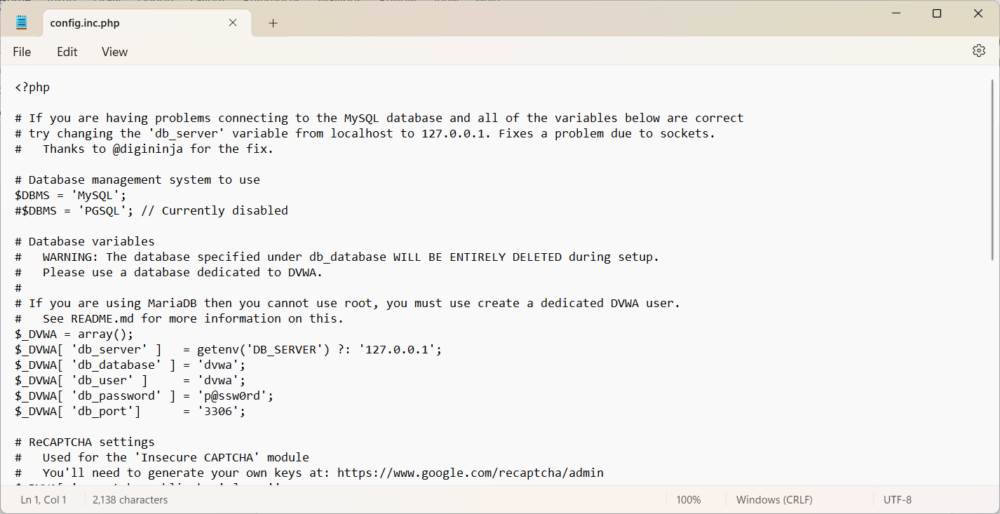 config.inc.php
File Edit View
<?php
# If you are having problems connecting to the MySQL database and all of the variables below are correct
# try changing the 'db_server' variable from localhost to 127.0.0.1. Fixes a problem due to sockets.
#   Thanks to @digininja for the fix.
# Database management system to use
$DBMS = 'MySQL';
#$DBMS = 'PGSQL'; // Currently disabled
# Database variables
#   WARNING: The database specified under db_database WILL BE ENTIRELY DELETED during setup.
#   Please use a database dedicated to DVWA.
#
# If you are using MariaDB then you cannot use root, you must use create a dedicated DVWA user.
#   See README.md for more information on this.
$_DVWA = array();
$_DVWA[ 'db_server' ]   = getenv('DB_SERVER') ?: '127.0.0.1';
$_DVWA[ 'db_database' ] = 'dvwa';
$_DVWA[ 'db_user' ]     = 'dvwa';
$_DVWA[ 'db_password' ] = 'p@ssw0rd';
$_DVWA[ 'db_port']      = '3306';
# ReCAPTCHA settings
#   Used for the 'Insecure CAPTCHA' module
#   You'll need to generate your own keys at: https://www.google.com/recaptcha/admin
Ln 1, Col 1 2,138 characters 100% Windows (CRLF) UTF-8